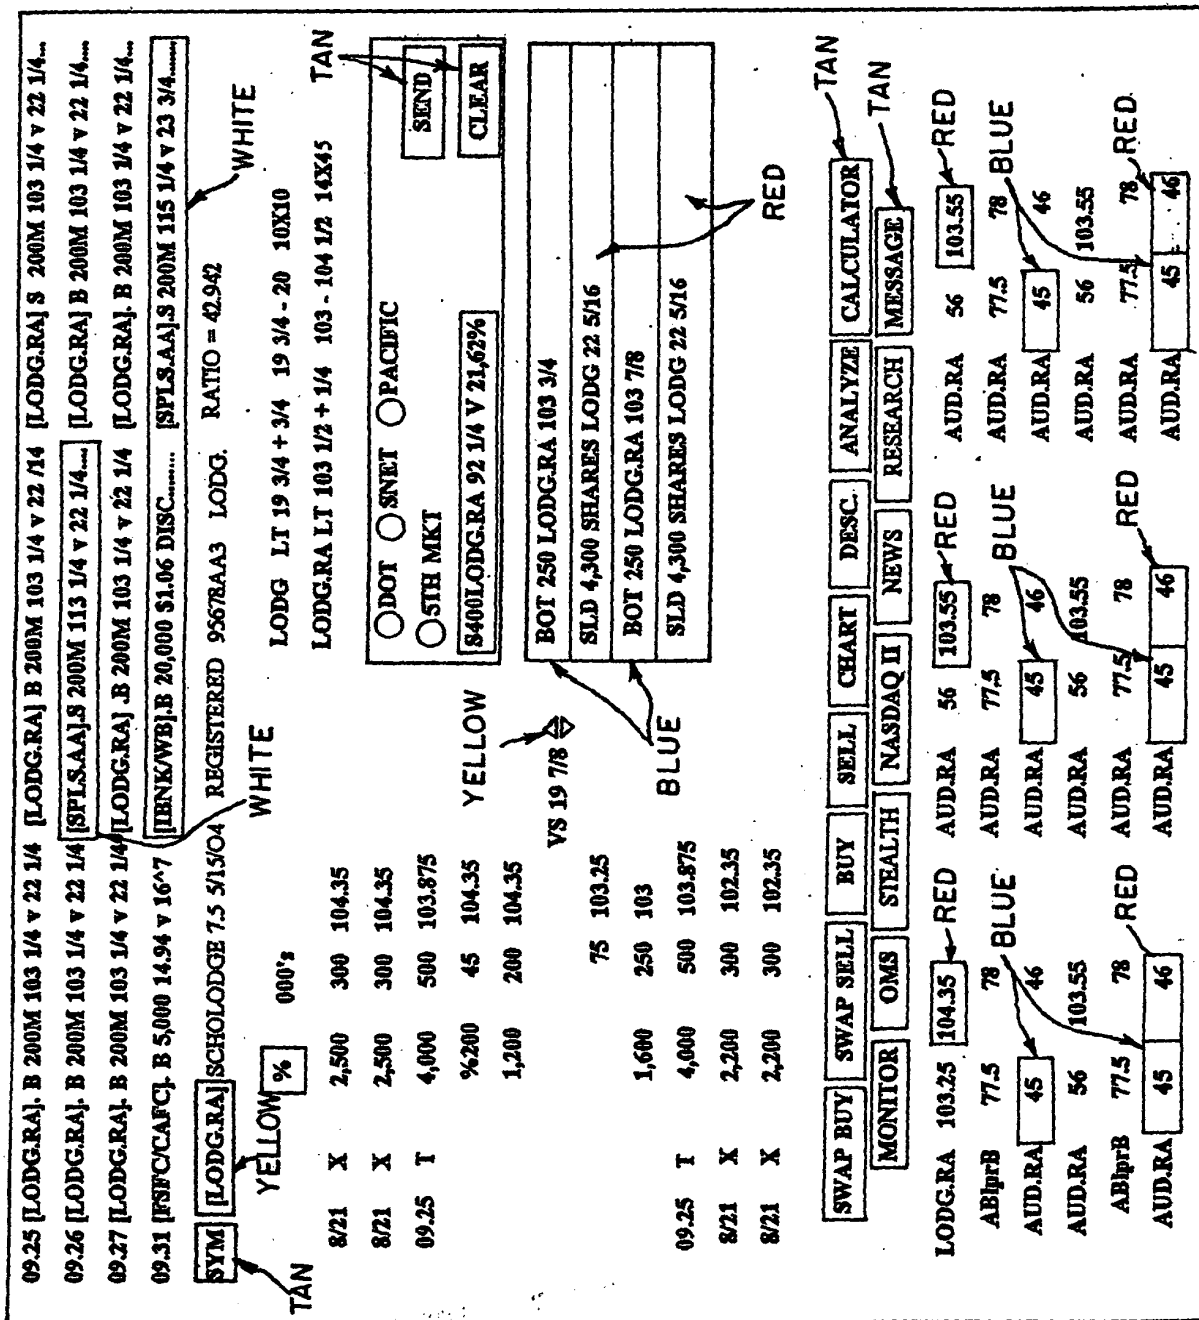 09.25 [LODG.RA]. B 200M 103 1/4 v 22 1/4 [LODG.RA] B 200M 103 1/4 v 22 /14 [LODG.RA] S 200M 103 1/4 v 22 1/4...
09.26 [LODG.RA]. B 200M 103 1/4 v 22 1/4 [SPLS.AA].S 200M 113 1/4 v 22 1/4.... [LODG.RA] B 200M 103 1/4 v 22 1/4....
09.27 [LODG.RA]. B 200M 103 1/4 v 22 1/4 [LODG.RA] .B 200M 103 1/4 v 22 1/4 [LODG.RA]. B 200M 103 1/4 v 22 1/4...
09.31 [FSFC/CAFC]. B 5,000 14.94 v 16^7 [IBNK/WB].B 20,000 $1.06 DISC......... [SPLS.AA].S 200M 115 1/4 v 23 3/4.......
SYM [LODG.RA] SCHOLODGE 7.5 5/15/O4 REGISTERED 95678AA3 LODG. RATIO = 42.942
TAN YELLOW WHITE WHITE
% 000's LODG LT 19 3/4 + 3/4 19 3/4 - 20 10X10
LODG.RA LT 103 1/2 + 1/4 103 - 104 1/2 14X45 TAN
8/21 X 2,500 300 104.35
8/21 X 2,500 300 104.35
09.25 T 4,000 500 103.875
%200 45 104.35
1,200 200 104.35
DOT SNET PACIFIC
5TH MKT SEND
S400LODG.RA 92 1/4 V 21,62% CLEAR
YELLOW
VS 19 7/8
BOT 250 LODG.RA 103 3/4
SLD 4,300 SHARES LODG 22 5/16
BOT 250 LODG.RA 103 7/8
SLD 4,300 SHARES LODG 22 5/16
BLUE RED
75 103.25
1,600 250 103
09.25 T 4,000 500 103.875
8/21 X 2,200 300 102.35
8/21 X 2,200 300 102.35
SWAP BUY SWAP SELL BUY SELL CHART DESC. ANALYZE CALCULATOR TAN
MONITOR OMS STEALTH NASDAQ II NEWS RESEARCH MESSAGE TAN
LODG.RA 103.25 104.35 RED AUD.RA 56 103.55 RED AUD.RA 56 103.55 RED
ABlprB 77.5 78 AUD.RA 77.5 78 AUD.RA 77.5 78
AUD.RA 45 46 BLUE AUD.RA 45 46 BLUE AUD.RA 45 46 BLUE
AUD.RA 56 103.55 AUD.RA 56 103.55 AUD.RA 56 103.55
ABlprB 77.5 78 AUD.RA 77.5 78 AUD.RA 77.5 78
AUD.RA 45 46 RED AUD.RA 45 46 RED AUD.RA 45 46 RED